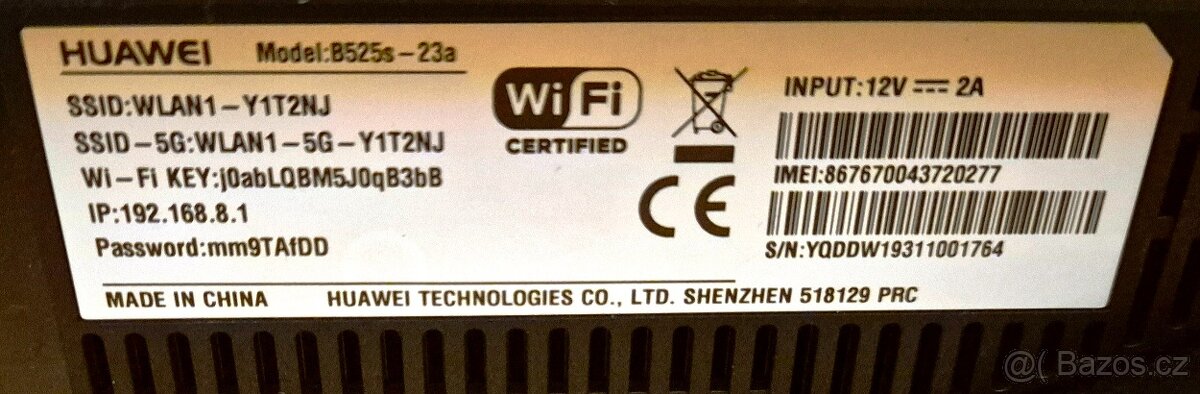 HUAWEI Model:B525s-23a
SSID:WLAN1-Y1T2NJ
SSID-5G:WLAN1-5G-Y1T2NJ
Wi-Fi KEY:j0abLQBM5J0qB3bB
IP:192.168.8.1
Password:mm9TAfDD
Wi Fi
CERTIFIED
CE
INPUT:12V ⎓ 2A
IMEI:867670043720277
S/N:YQDDW19311001764
MADE IN CHINA HUAWEI TECHNOLOGIES CO., LTD. SHENZHEN 518129 PRC
@( Bazos.cz